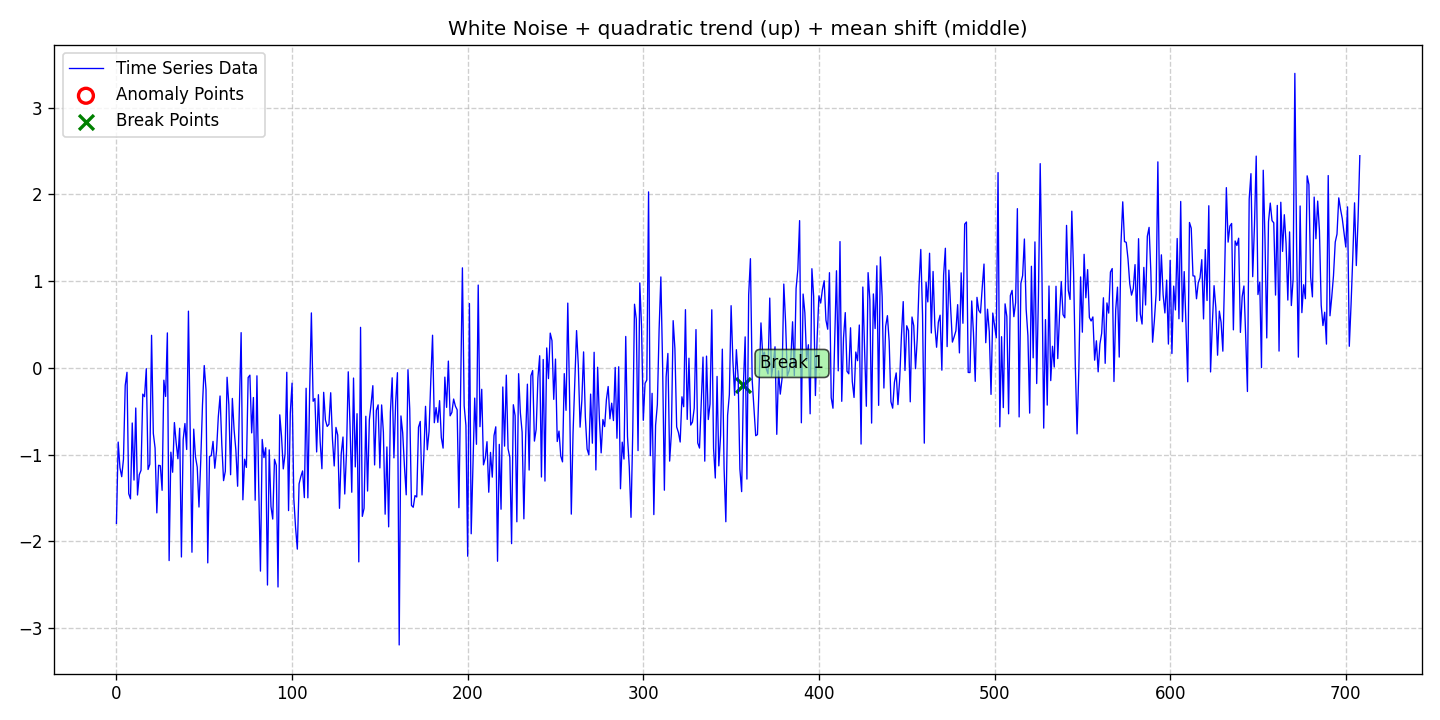 White Noise + quadratic trend (up) + mean shift (middle)
Time Series Data
Anomaly Points
Break Points
Break 1
3
2
1
0
−1
−2
−3
0 100 200 300 400 500 600 700